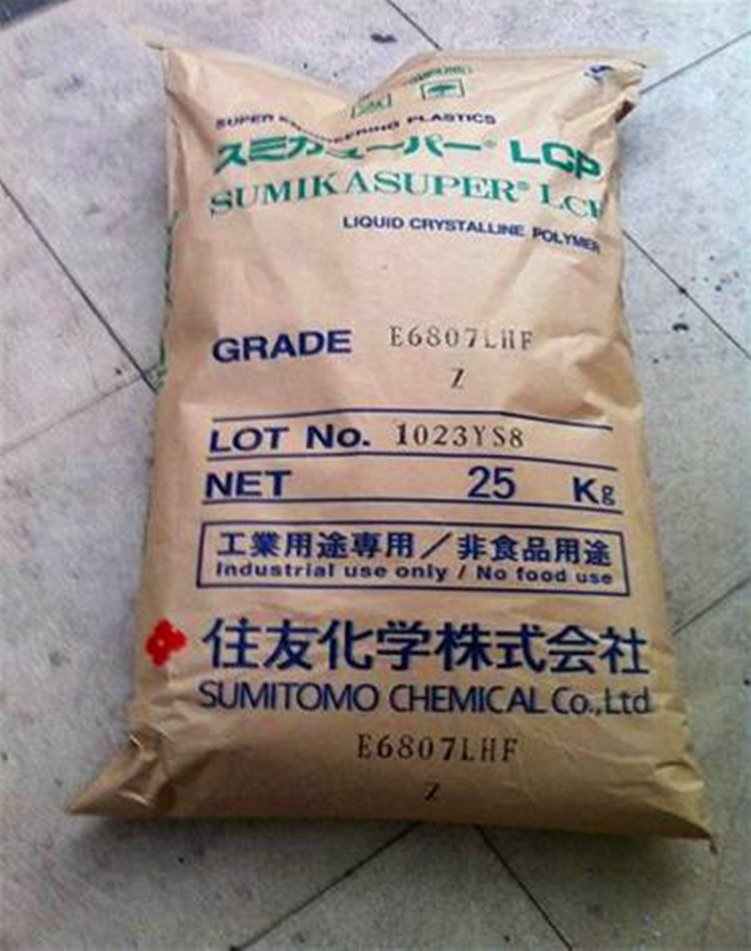 SUPER ENGINEERING PLASTICS
スミカスーパー® LCP
SUMIKASUPER® LCP
LIQUID CRYSTALLINE POLYMER
GRADE E6807LHF
Z
LOT No. 1023YS8
NET 25 Kg
工業用途専用／非食品用途
Industrial use only / No food use
住友化学株式会社
SUMITOMO CHEMICAL Co.,Ltd
E6807LHF
Z